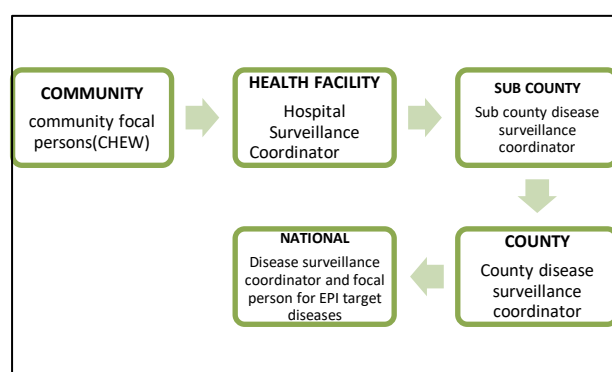 COMMUNITY
community focal
persons(CHEW)
HEALTH FACILITY
Hospital
Surveillance
Coordinator
SUB COUNTY
Sub county disease
surveillance
coordinator
COUNTY
County disease
surveillance
coordinator
NATIONAL
Disease surveillance
coordinator and focal
person for EPI target
diseases